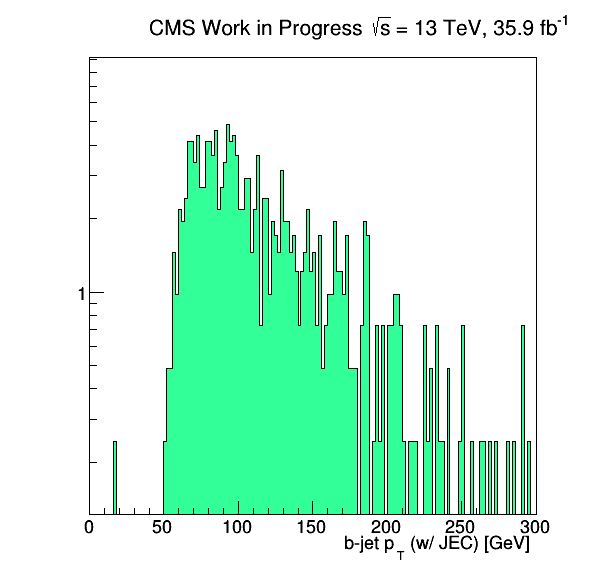 CMS Work in Progress √s = 13 TeV, 35.9 fb⁻¹
1
0 50 100 150 200 250 300
b-jet p_T (w/ JEC) [GeV]